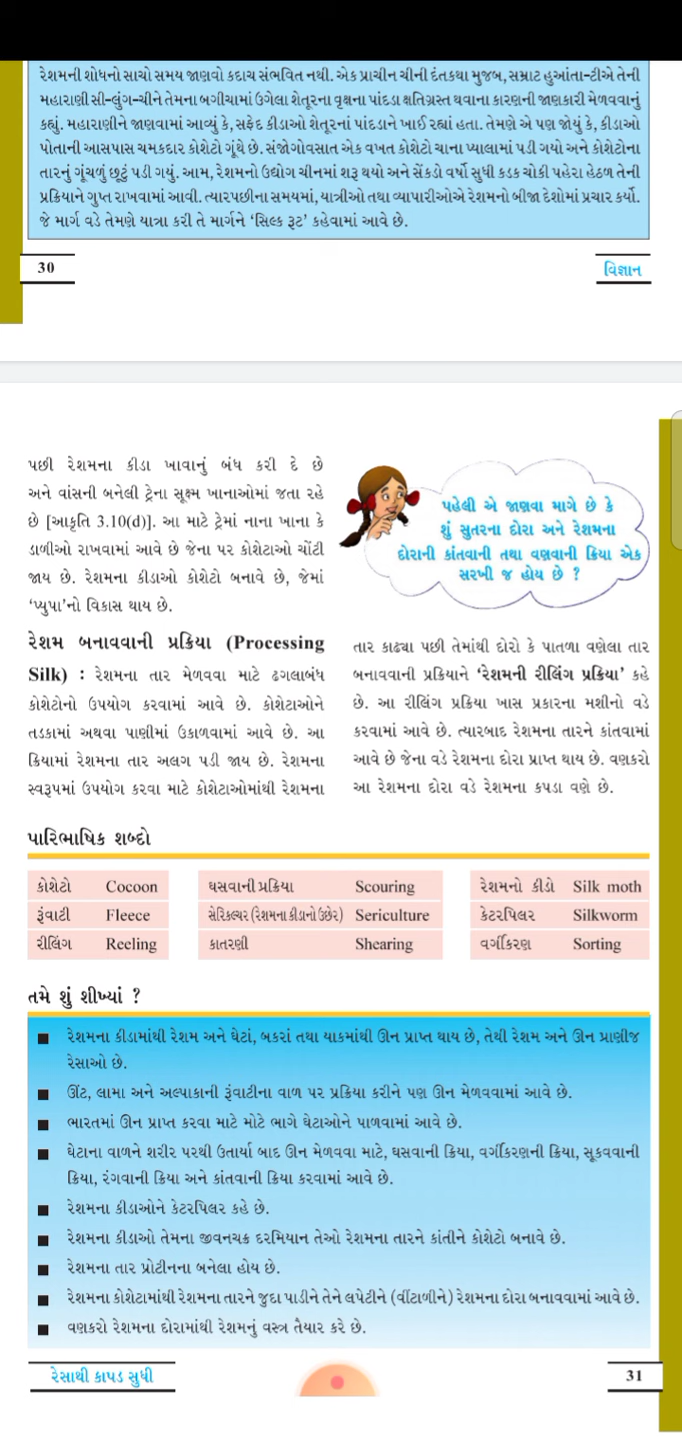 રેશમની શોધનો સાચો સમય જાણવો કદાચ સંભવિત નથી. એક પ્રાચીન ચીની દંતકથા મુજબ, સમ્રાટ હુઆંતા-ટીએ તેની
મહારાણી સી-લુંગ-ચીને તેમના બગીચામાં ઉગેલા શેતૂરના વૃક્ષના પાંદડા ક્ષતિગ્રસ્ત થવાના કારણની જાણકારી મેળવવાનું
કહ્યું. મહારાણીને જાણવામાં આવ્યું કે, સફેદ કીડાઓ શેતૂરનાં પાંદડાને ખાઈ રહ્યાં હતા. તેમણે એ પણ જોયું કે, કીડાઓ
પોતાની આસપાસ ચમકદાર કોશેટો ગૂંથે છે. સંજોગોવસાત એક વખત કોશેટો ચાના પ્યાલામાં પડી ગયો અને કોશેટોના
તારનું ગૂંચળું છૂટું પડી ગયું. આમ, રેશમનો ઉદ્યોગ ચીનમાં શરૂ થયો અને સેંકડો વર્ષો સુધી કડક ચોકી પહેરા હેઠળ તેની
પ્રક્રિયાને ગુપ્ત રાખવામાં આવી. ત્યારપછીના સમયમાં, યાત્રીઓ તથા વ્યાપારીઓએ રેશમનો બીજા દેશોમાં પ્રચાર કર્યો.
જે માર્ગ વડે તેમણે યાત્રા કરી તે માર્ગને ‘સિલ્ક રૂટ’ કહેવામાં આવે છે.
30
વિજ્ઞાન
પછી રેશમના કીડા ખાવાનું બંધ કરી દે છે
અને વાંસની બનેલી ટ્રેના સૂક્ષ્મ ખાનાઓમાં જતા રહે
છે [આકૃતિ 3.10(d)]. આ માટે ટ્રેમાં નાના ખાના કે
ડાળીઓ રાખવામાં આવે છે જેના પર કોશેટાઓ ચોંટી
જાય છે. રેશમના કીડાઓ કોશેટો બનાવે છે, જેમાં
‘પ્યુપા’નો વિકાસ થાય છે.
રેશમ બનાવવાની પ્રક્રિયા (Processing
Silk) : રેશમના તાર મેળવવા માટે ઢગલાબંધ
કોશેટોનો ઉપયોગ કરવામાં આવે છે. કોશેટાઓને
તડકામાં અથવા પાણીમાં ઉકાળવામાં આવે છે. આ
ક્રિયામાં રેશમના તાર અલગ પડી જાય છે. રેશમના
સ્વરૂપમાં ઉપયોગ કરવા માટે કોશેટાઓમાંથી રેશમના
પહેલી એ જાણવા માગે છે કે
શું સુતરના દોરા અને રેશમના
દોરાની કાંતવાની તથા વણવાની ક્રિયા એક
સરખી જ હોય છે ?
તાર કાઢ્યા પછી તેમાંથી દોરો કે પાતળા વણેલા તાર
બનાવવાની પ્રક્રિયાને ‘રેશમની રીલિંગ પ્રક્રિયા’ કહે
છે. આ રીલિંગ પ્રક્રિયા ખાસ પ્રકારના મશીનો વડે
કરવામાં આવે છે. ત્યારબાદ રેશમના તારને કાંતવામાં
આવે છે જેના વડે રેશમના દોરા પ્રાપ્ત થાય છે. વણકરો
આ રેશમના દોરા વડે રેશમના કપડા વણે છે.
પારિભાષિક શબ્દો
કોશેટો Cocoon ઘસવાની પ્રક્રિયા Scouring રેશમનો કીડો Silk moth
રૂંવાટી Fleece સેરિકલ્ચર (રેશમના કીડાનો ઉછેર) Sericulture કેટરપિલર Silkworm
રીલિંગ Reeling કાતરણી Shearing વર્ગીકરણ Sorting
તમે શું શીખ્યાં ?
■ રેશમના કીડામાંથી રેશમ અને ઘેટાં, બકરાં તથા યાકમાંથી ઊન પ્રાપ્ત થાય છે, તેથી રેશમ અને ઊન પ્રાણીજ
રેસાઓ છે.
■ ઊંટ, લામા અને અલ્પાકાની રૂંવાટીના વાળ પર પ્રક્રિયા કરીને પણ ઊન મેળવવામાં આવે છે.
■ ભારતમાં ઊન પ્રાપ્ત કરવા માટે મોટે ભાગે ઘેટાઓને પાળવામાં આવે છે.
■ ઘેટાના વાળને શરીર પરથી ઉતાર્યા બાદ ઊન મેળવવા માટે, ઘસવાની ક્રિયા, વર્ગીકરણની ક્રિયા, સૂકવવાની
ક્રિયા, રંગવાની ક્રિયા અને કાંતવાની ક્રિયા કરવામાં આવે છે.
■ રેશમના કીડાઓને કેટરપિલર કહે છે.
■ રેશમના કીડાઓ તેમના જીવનચક્ર દરમિયાન તેઓ રેશમના તારને કાંતીને કોશેટો બનાવે છે.
■ રેશમના તાર પ્રોટીનના બનેલા હોય છે.
■ રેશમના કોશેટામાંથી રેશમના તારને જુદા પાડીને તેને લપેટીને (વીંટાળીને) રેશમના દોરા બનાવવામાં આવે છે.
■ વણકરો રેશમના દોરામાંથી રેશમનું વસ્ત્ર તૈયાર કરે છે.
રેસાથી કાપડ સુધી
31